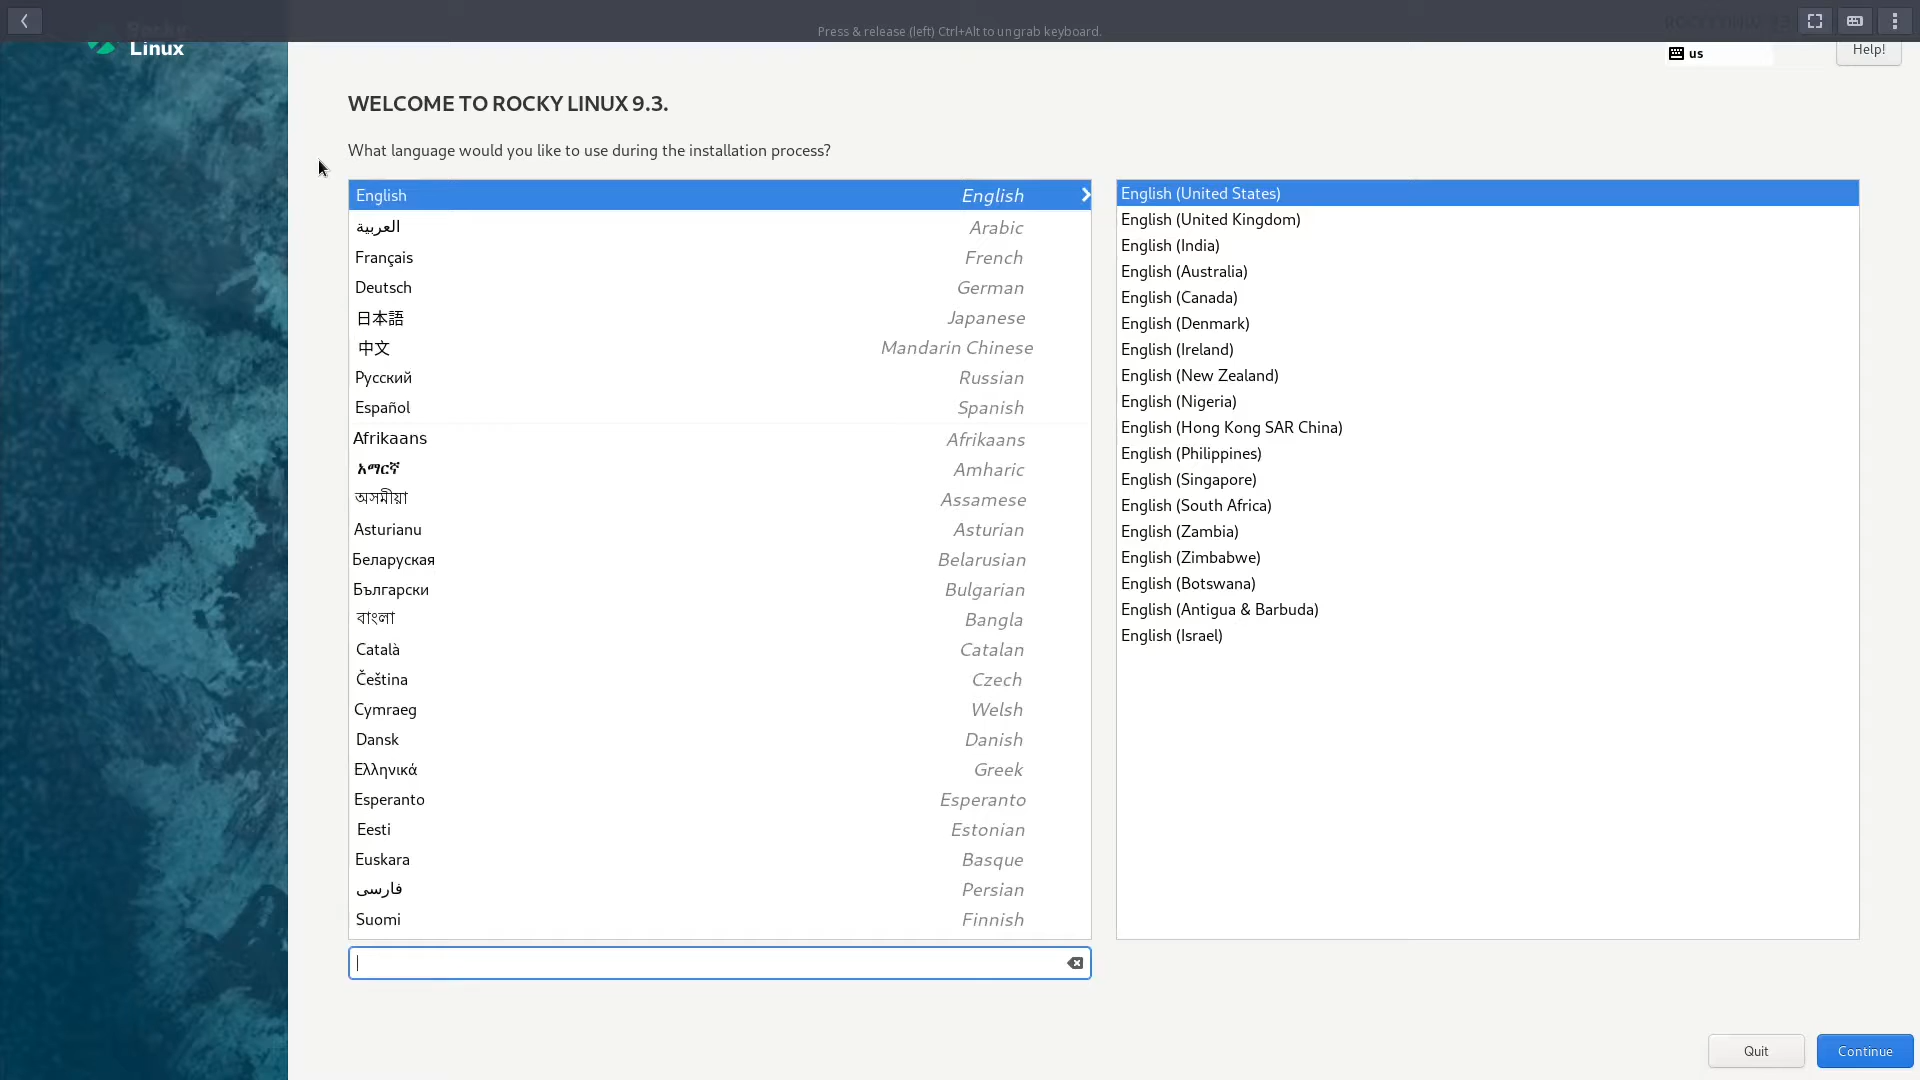 Press & release (left) Ctrl+Alt to ungrab keyboard.
Rocky
Linux
us
Help!
WELCOME TO ROCKY LINUX 9.3.
What language would you like to use during the installation process?
English English
العربية Arabic
Français French
Deutsch German
日本語 Japanese
中文 Mandarin Chinese
Русский Russian
Español Spanish
Afrikaans Afrikaans
አማርኛ Amharic
অসমীয়া Assamese
Asturianu Asturian
Беларуская Belarusian
Български Bulgarian
বাংলা Bangla
Català Catalan
Čeština Czech
Cymraeg Welsh
Dansk Danish
Ελληνικά Greek
Esperanto Esperanto
Eesti Estonian
Euskara Basque
فارسی Persian
Suomi Finnish
English (United States)
English (United Kingdom)
English (India)
English (Australia)
English (Canada)
English (Denmark)
English (Ireland)
English (New Zealand)
English (Nigeria)
English (Hong Kong SAR China)
English (Philippines)
English (Singapore)
English (South Africa)
English (Zambia)
English (Zimbabwe)
English (Botswana)
English (Antigua & Barbuda)
English (Israel)
Quit
Continue